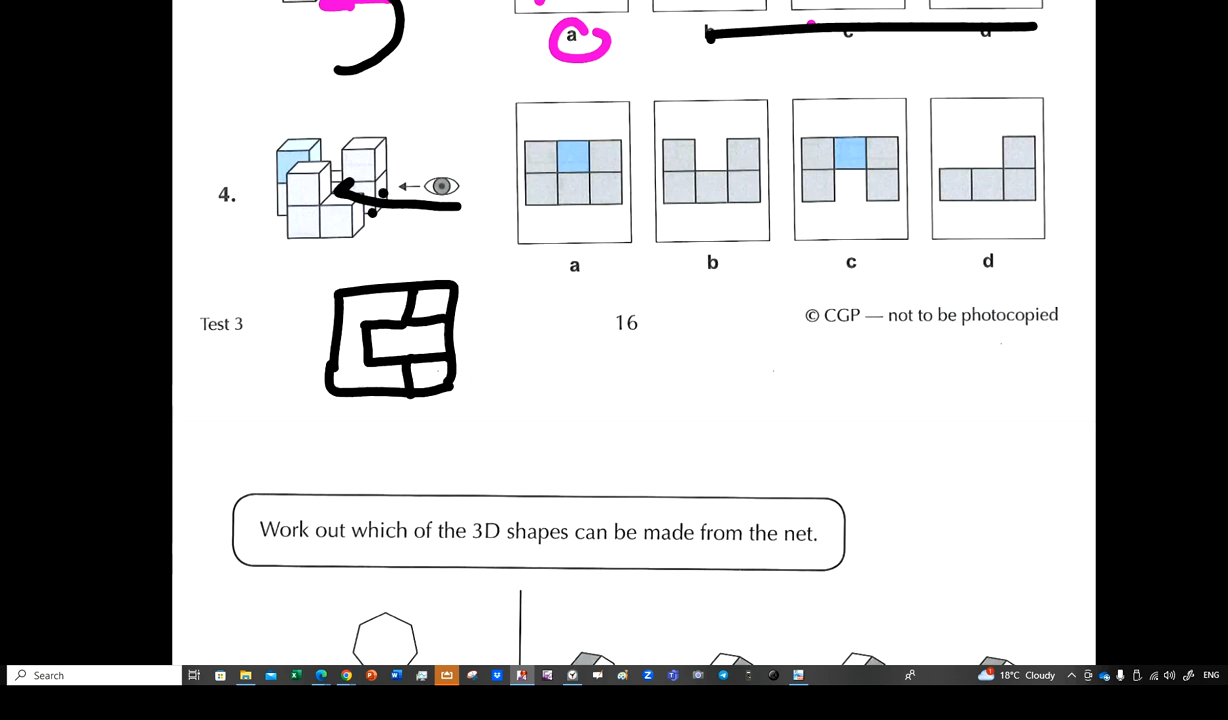 a
4.
a b c d
Test 3 16 © CGP — not to be photocopied
Work out which of the 3D shapes can be made from the net.
Search 18°C Cloudy ENG